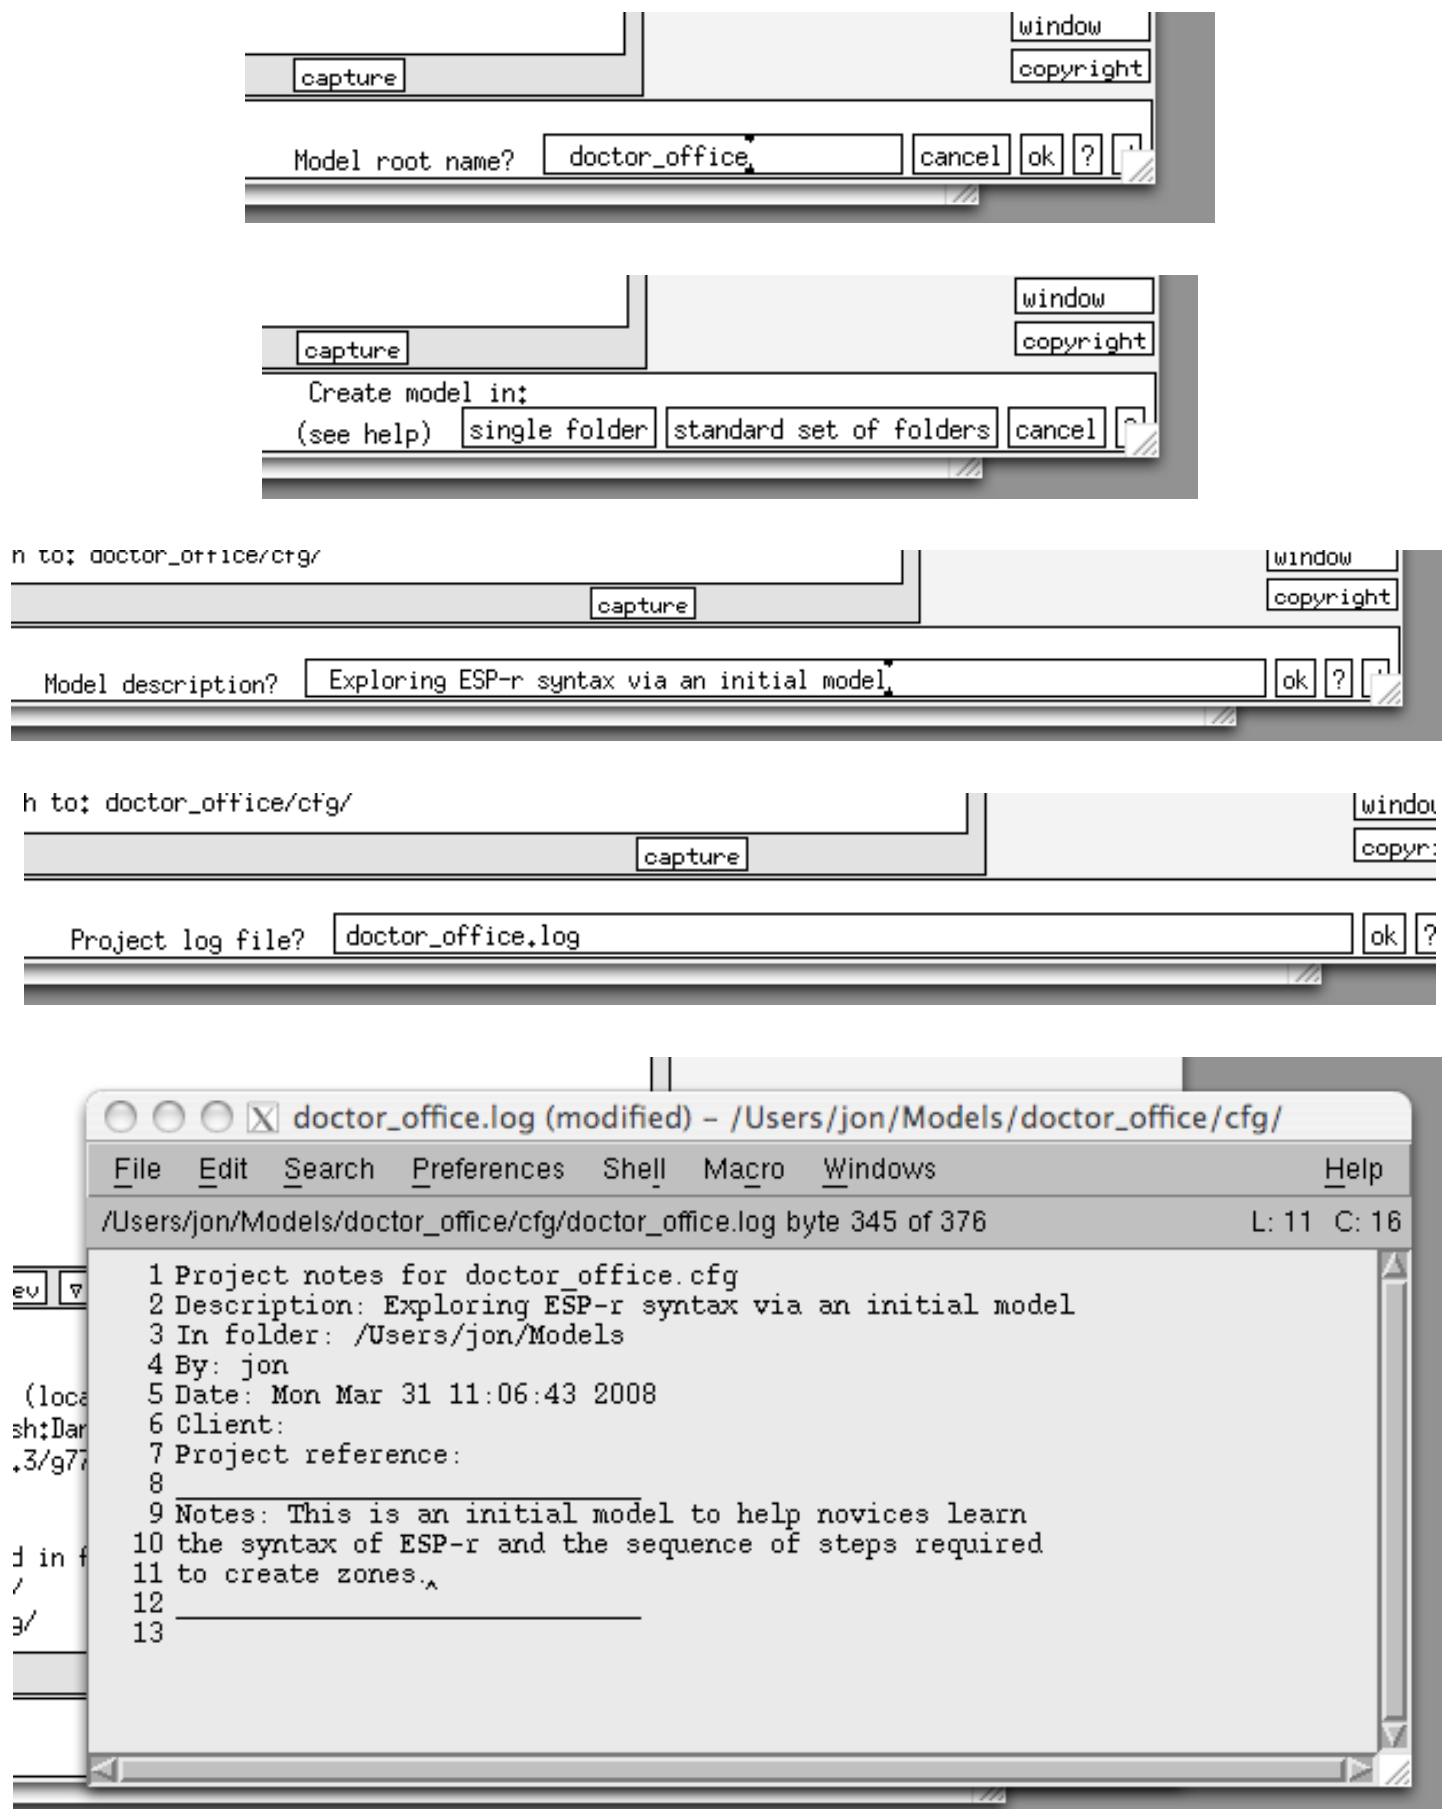 window
capture
copyright
Model root name? doctor_office cancel ok ?
window
capture
copyright
Create model in:
(see help) single folder standard set of folders cancel ?
to: doctor_office/cfg/
window
capture
copyright
Model description? Exploring ESP-r syntax via an initial model ok ?
h to: doctor_office/cfg/
capture
Project log file? doctor_office.log ok ?
doctor_office.log (modified) – /Users/jon/Models/doctor_office/cfg/
File Edit Search Preferences Shell Macro Windows Help
/Users/jon/Models/doctor_office/cfg/doctor_office.log byte 345 of 376 L: 11 C: 16
1 Project notes for doctor_office.cfg
2 Description: Exploring ESP-r syntax via an initial model
3 In folder: /Users/jon/Models
4 By: jon
5 Date: Mon Mar 31 11:06:43 2008
6 Client:
7 Project reference:
8
9 Notes: This is an initial model to help novices learn
10 the syntax of ESP-r and the sequence of steps required
11 to create zones.
12
13